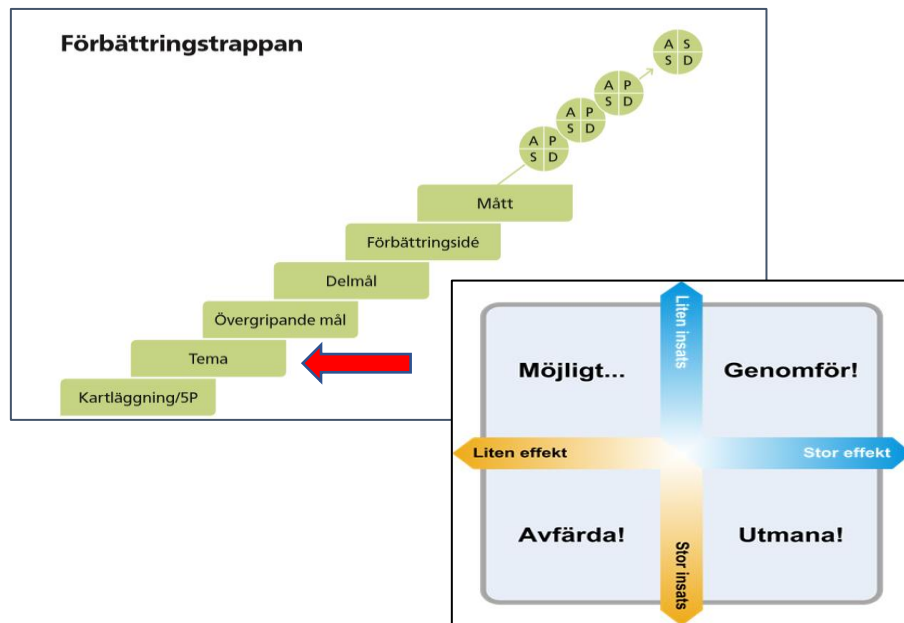 Förbättringstrappan
A S
S D
A P
S D
A P
S D
A P
S D
Mått
Förbättringsidé
Delmål
Övergripande mål
Tema
Kartläggning/5P
Liten insats
Möjligt...
Genomför!
Liten effekt
Stor effekt
Avfärda!
Utmana!
Stor insats